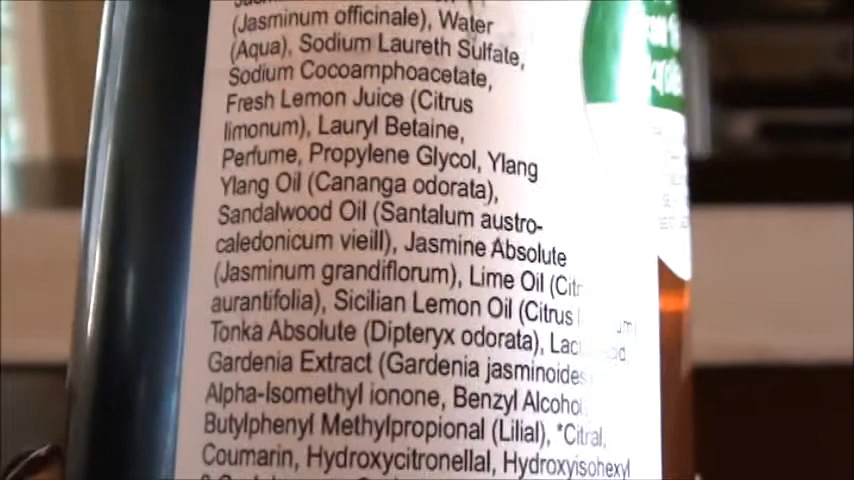 (Jasminum officinale), Water
(Aqua), Sodium Laureth Sulfate,
Sodium Cocoamphoacetate,
Fresh Lemon Juice (Citrus
limonum), Lauryl Betaine,
Perfume, Propylene Glycol, Ylang
Ylang Oil (Cananga odorata),
Sandalwood Oil (Santalum austro-
caledonicum vieill), Jasmine Absolute
(Jasminum grandiflorum), Lime Oil
aurantifolia), Sicilian Lemon Oil (Citrus
Tonka Absolute (Dipteryx odorata),
Gardenia Extract (Gardenia jasminoides
Alpha-Isomethyl ionone, Benzyl Alcohol,
Butylphenyl Methylpropional (Lilial), *Citral,
Coumarin, Hydroxycitronellal, Hydroxyisohexyl